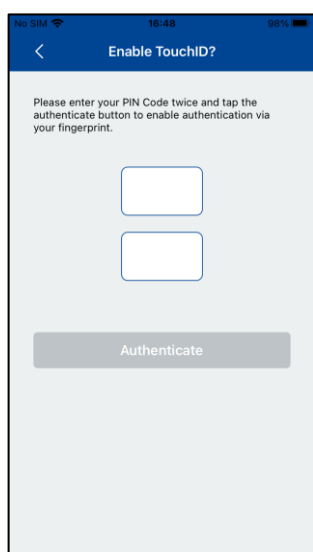 No SIM 16:48 98%
Enable TouchID?
Please enter your PIN Code twice and tap the
authenticate button to enable authentication via
your fingerprint.
Authenticate